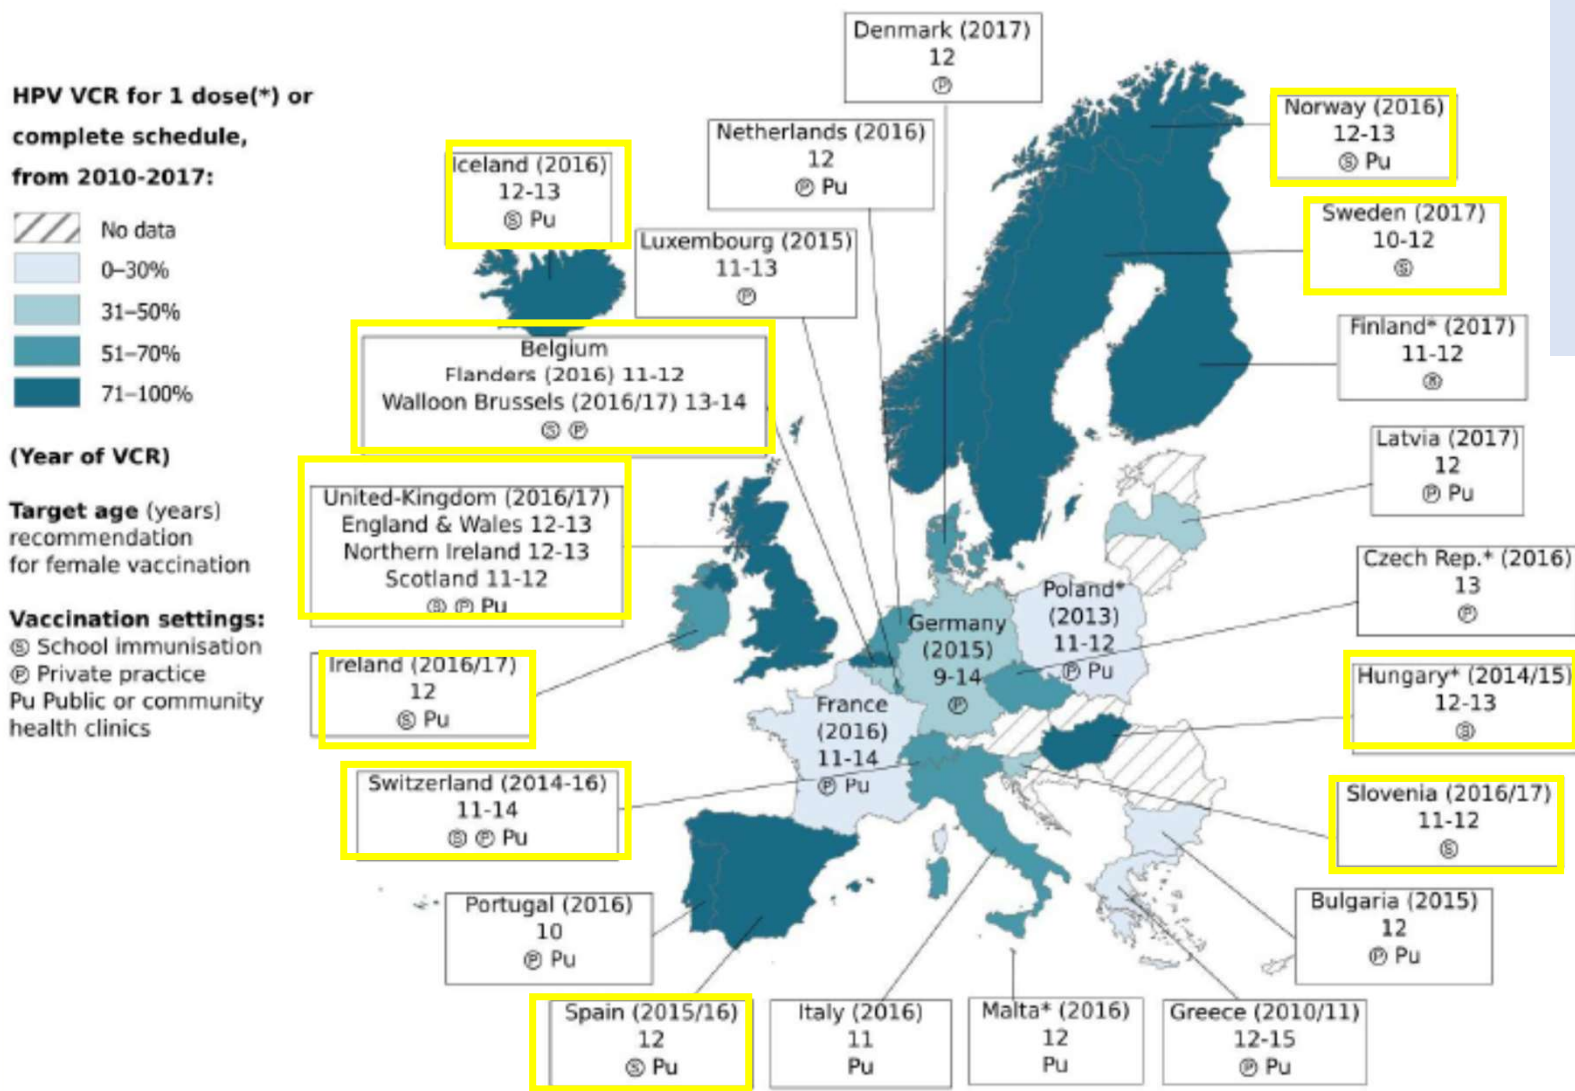 HPV VCR for 1 dose(*) or
complete schedule,
from 2010-2017:
No data
0–30%
31–50%
51–70%
71–100%
(Year of VCR)
Target age (years)
recommendation
for female vaccination
Vaccination settings:
Ⓢ School immunisation
Ⓟ Private practice
Pu Public or community
health clinics
Denmark (2017)
12
Ⓟ
Netherlands (2016)
12
Ⓟ Pu
Iceland (2016)
12-13
Ⓢ Pu
Luxembourg (2015)
11-13
Ⓟ
Belgium
Flanders (2016) 11-12
Walloon Brussels (2016/17) 13-14
Ⓢ Ⓟ
United-Kingdom (2016/17)
England & Wales 12-13
Northern Ireland 12-13
Scotland 11-12
Ⓢ Ⓟ Pu
Ireland (2016/17)
12
Ⓢ Pu
Switzerland (2014-16)
11-14
Ⓢ Ⓟ Pu
Portugal (2016)
10
Ⓟ Pu
Spain (2015/16)
12
Ⓢ Pu
Italy (2016)
11
Pu
Malta* (2016)
12
Pu
Greece (2010/11)
12-15
Ⓟ Pu
Bulgaria (2015)
12
Ⓟ Pu
Slovenia (2016/17)
11-12
Ⓢ
Hungary* (2014/15)
12-13
Ⓢ
Czech Rep.* (2016)
13
Ⓟ
Latvia (2017)
12
Ⓟ Pu
Finland* (2017)
11-12
Sweden (2017)
10-12
Ⓢ
Norway (2016)
12-13
Ⓢ Pu
Poland*
(2013)
11-12
Ⓟ Pu
Germany
(2015)
9-14
Ⓟ
France
(2016)
11-14
Ⓟ Pu